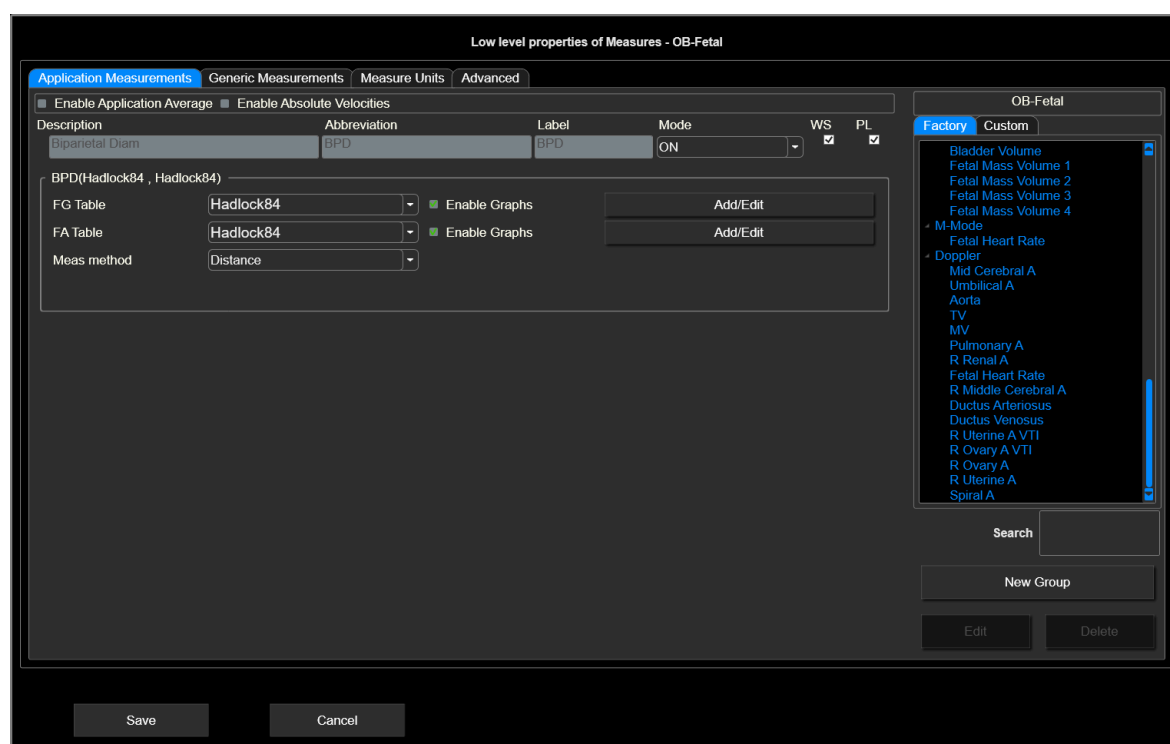 Low level properties of Measures - OB-Fetal
Application Measurements Generic Measurements Measure Units Advanced
Enable Application Average Enable Absolute Velocities
Description Abbreviation Label Mode WS PL
Biparietal Diam BPD BPD ON
BPD(Hadlock84 , Hadlock84)
FG Table Hadlock84 Enable Graphs Add/Edit
FA Table Hadlock84 Enable Graphs Add/Edit
Meas method Distance
OB-Fetal
Factory Custom
Bladder Volume
Fetal Mass Volume 1
Fetal Mass Volume 2
Fetal Mass Volume 3
Fetal Mass Volume 4
M-Mode
Fetal Heart Rate
Doppler
Mid Cerebral A
Umbilical A
Aorta
TV
MV
Pulmonary A
R Renal A
Fetal Heart Rate
R Middle Cerebral A
Ductus Arteriosus
Ductus Venosus
R Uterine A VTI
R Ovary A VTI
R Ovary A
R Uterine A
Spiral A
Search
New Group
Edit Delete
Save Cancel